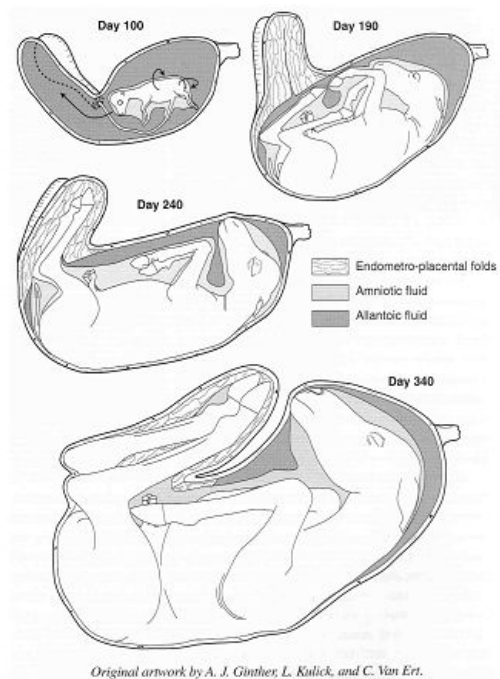 Day 100
Day 190
Day 240
Endometro-placental folds
Amniotic fluid
Allantoic fluid
Day 340
Original artwork by A. J. Ginther, L. Kulick, and C. Van Ert.